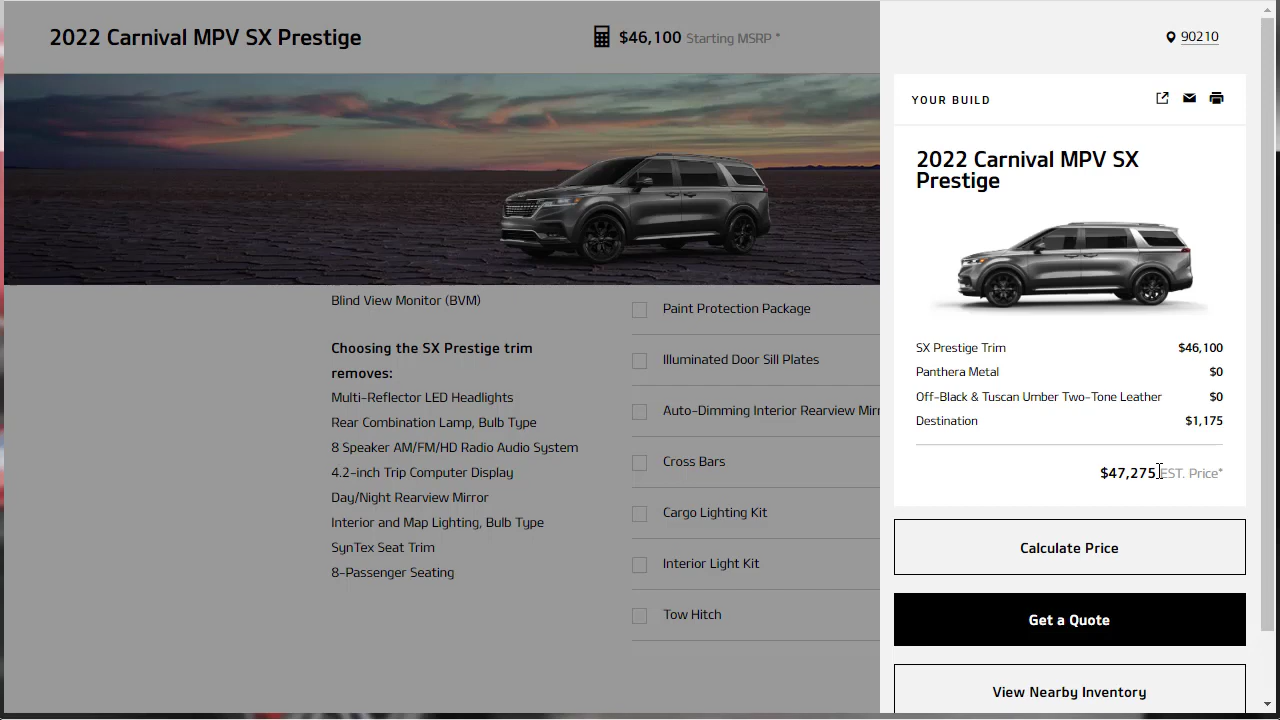 2022 Carnival MPV SX Prestige
$46,100 Starting MSRP *
90210
YOUR BUILD
2022 Carnival MPV SX
Prestige
SX Prestige Trim $46,100
Panthera Metal $0
Off-Black & Tuscan Umber Two-Tone Leather $0
Destination $1,175
$47,275 EST. Price*
Calculate Price
Get a Quote
View Nearby Inventory
Blind View Monitor (BVM)
Choosing the SX Prestige trim
removes:
Multi-Reflector LED Headlights
Rear Combination Lamp, Bulb Type
8 Speaker AM/FM/HD Radio Audio System
4.2-inch Trip Computer Display
Day/Night Rearview Mirror
Interior and Map Lighting, Bulb Type
SynTex Seat Trim
8-Passenger Seating
Paint Protection Package
Illuminated Door Sill Plates
Auto-Dimming Interior Rearview Mirr
Cross Bars
Cargo Lighting Kit
Interior Light Kit
Tow Hitch